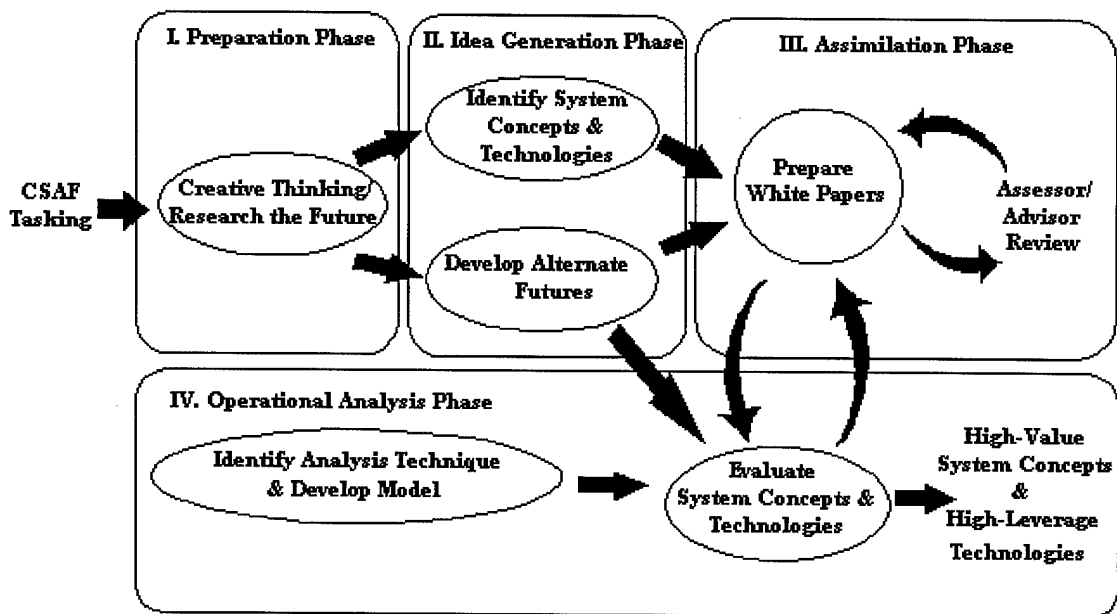 I. Preparation Phase
II. Idea Generation Phase
III. Assimilation Phase
CSAF
Tasking
Creative Thinking/
Research the Future
Identify System
Concepts &
Technologies
Develop Alternate
Futures
Prepare
White Papers
Assessor/
Advisor
Review
IV. Operational Analysis Phase
Identify Analysis Technique
& Develop Model
Evaluate
System Concepts &
Technologies
High-Value
System Concepts
&
High-Leverage
Technologies